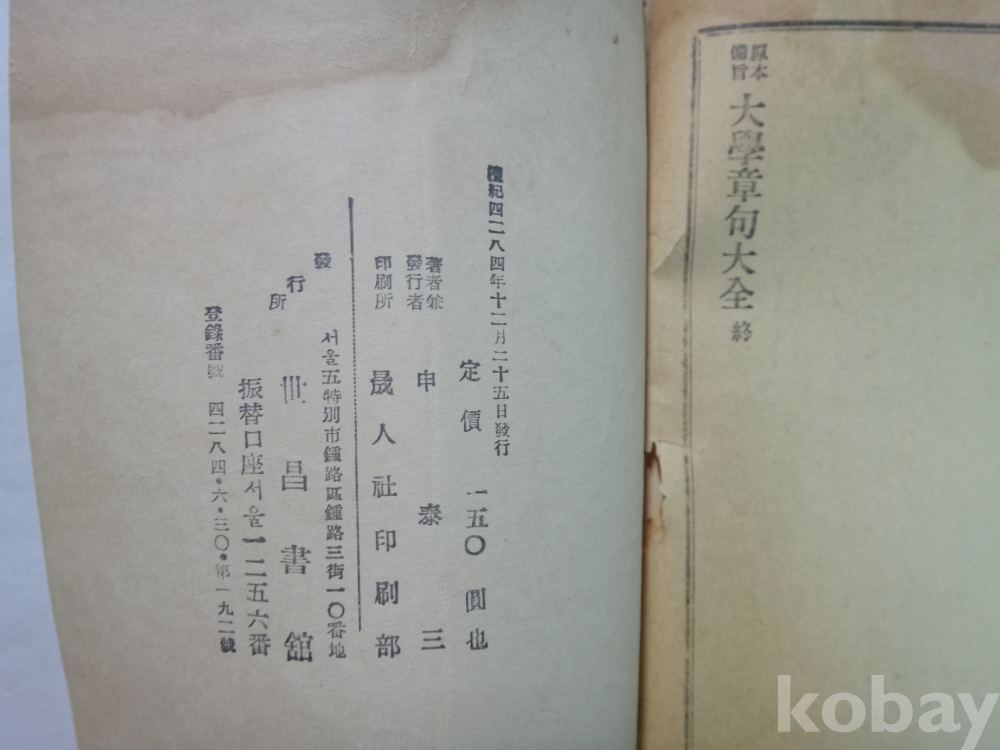 原本
備旨
大學章句大全 終
檀紀四二八四年十二月二十五日發行
定價 一五〇圓也
著者兼
發行者
申泰三
印刷所 晟人社印刷部
서울五特別市鍾路區鍾路三街一〇番地
發行所 世昌書舘
振替口座서울一二五六番
登錄番號 四二八四·六·三〇·第一九二號
kobay